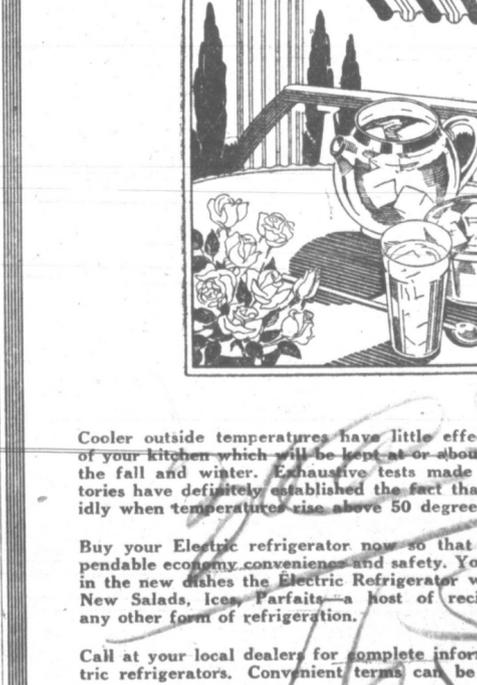 Cooler outside temperatures have little effe
of your kitchen which will be kept at or abou
the fall and winter. Exhaustive tests made
tories have definitely established the fact tha
idly when temperatures rise above 50 degree
Buy your Electric refrigerator now so that
pendable economy convenience and safety. Yo
in the new dishes the Electric Refrigerator w
New Salads, Ices, Parfaits—a host of reci
any other form of refrigeration.
Call at your local dealers for complete infor
tric refrigerators. Convenient terms can be